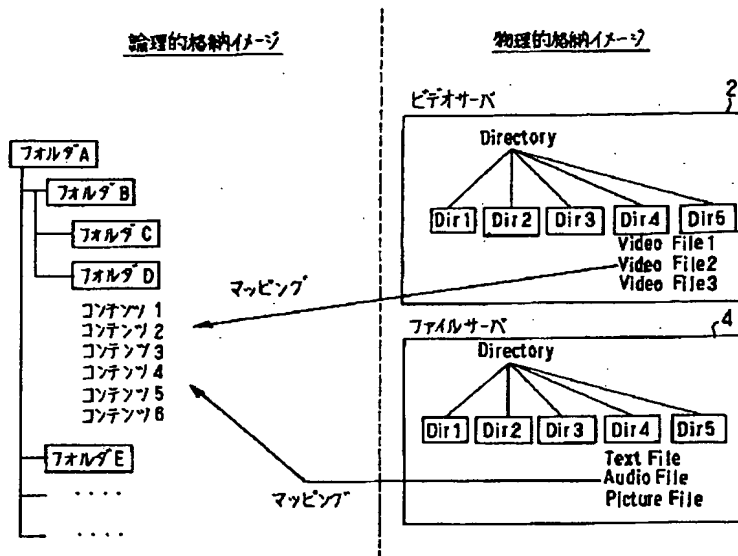 論理的格納イメージ
フォルダA
フォルダB
フォルダC
フォルダD
コンテンツ1
コンテンツ2
コンテンツ3
コンテンツ4
コンテンツ5
コンテンツ6
フォルダE
‥‥
‥‥
マッピング
マッピング
物理的格納イメージ
ビデオサーバ
2
Directory
Dir1 Dir2 Dir3 Dir4 Dir5
Video File1
Video File2
Video File3
ファイルサーバ
4
Directory
Dir1 Dir2 Dir3 Dir4 Dir5
Text File
Audio File
Picture File